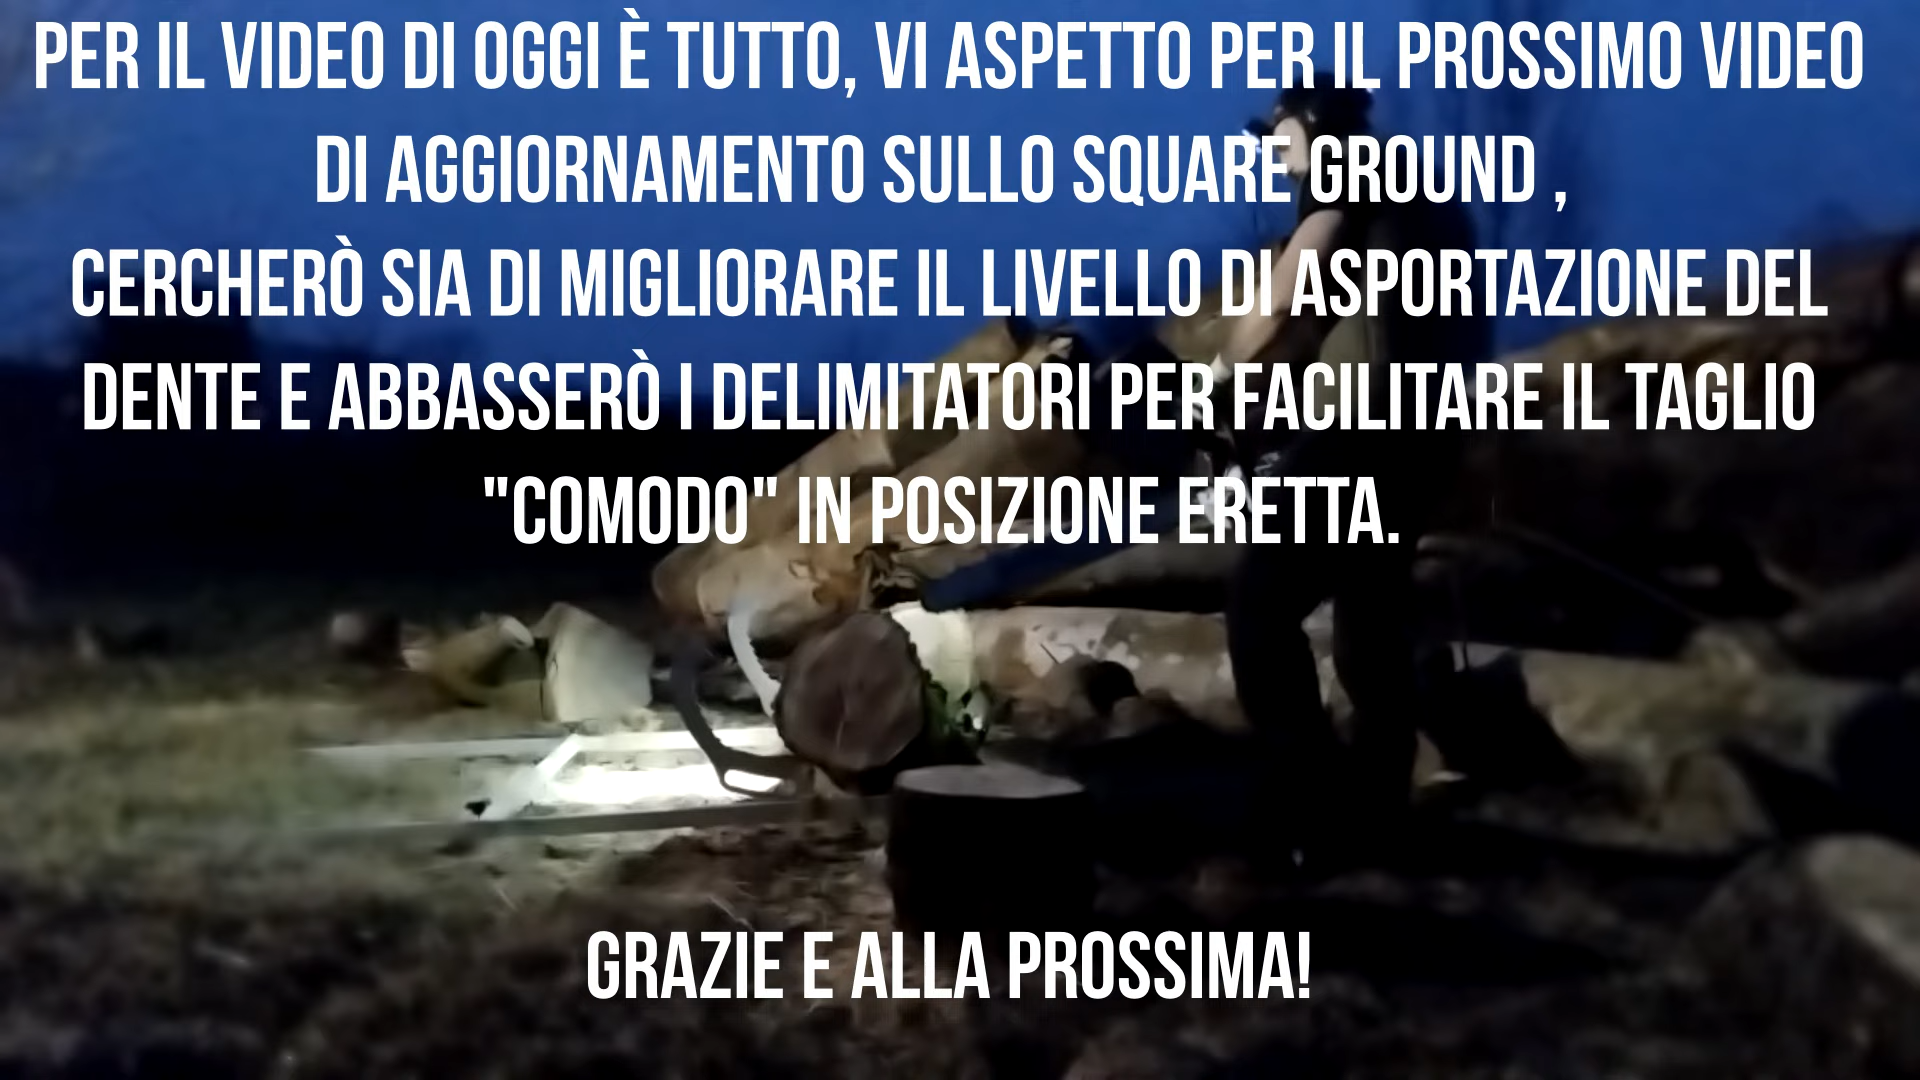 PER IL VIDEO DI OGGI È TUTTO, VI ASPETTO PER IL PROSSIMO VIDEO
DI AGGIORNAMENTO SULLO SQUARE GROUND ,
CERCHERÒ SIA DI MIGLIORARE IL LIVELLO DI ASPORTAZIONE DEL
DENTE E ABBASSERÒ I DELIMITATORI PER FACILITARE IL TAGLIO
"COMODO" IN POSIZIONE ERETTA.
GRAZIE E ALLA PROSSIMA!